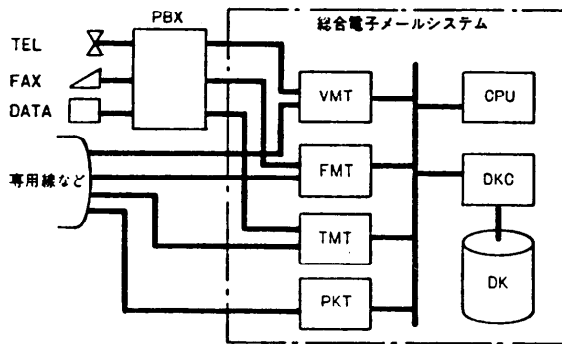 PBX
総合電子メールシステム
TEL
FAX
DATA
専用線など
VMT
FMT
TMT
PKT
CPU
DKC
DK